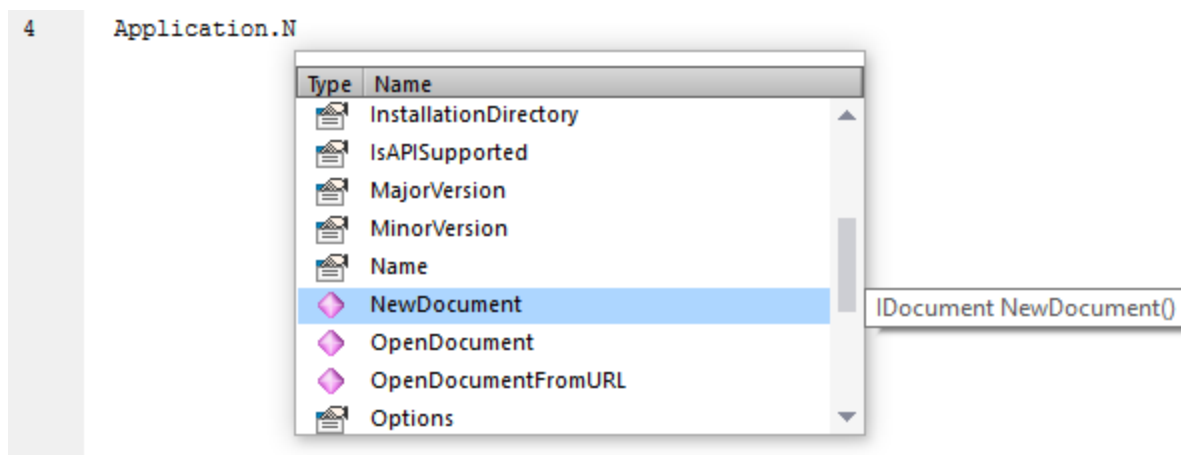 4 Application.N
Type Name
InstallationDirectory
IsAPISupported
MajorVersion
MinorVersion
Name
NewDocument IDocument NewDocument()
OpenDocument
OpenDocumentFromURL
Options